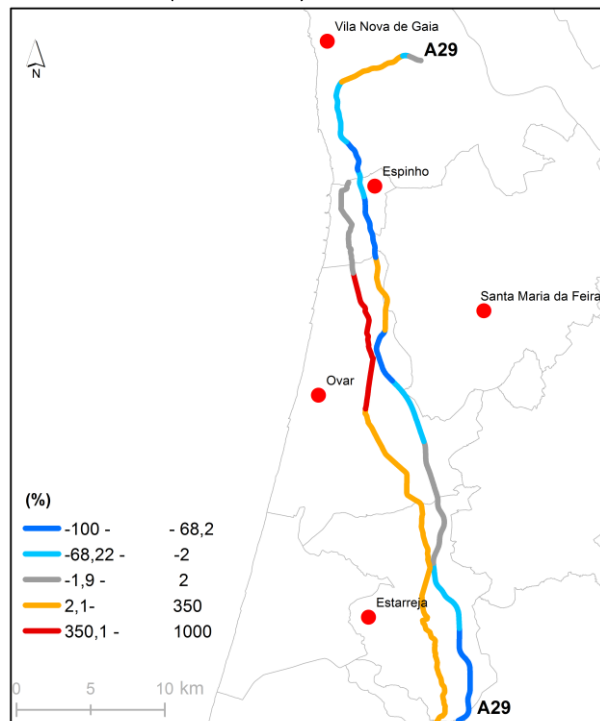 Vila Nova de Gaia
A29
N
Espinho
Santa Maria da Feira
Ovar
(%)
-100 - - 68,2
-68,22 - -2
-1,9 - 2
2,1- 350
350,1 - 1000
Estarreja
0 5 10 km
A29